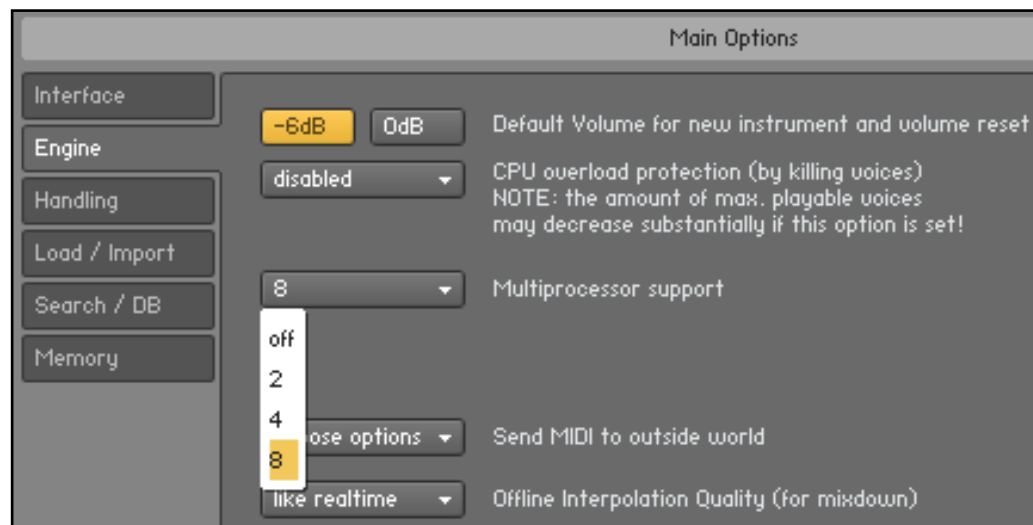 Main Options
Interface
Engine
Handling
Load / Import
Search / DB
Memory
-6dB 0dB Default Volume for new instrument and volume reset
disabled CPU overload protection (by killing voices)
NOTE: the amount of max. playable voices
may decrease substantially if this option is set!
8 Multiprocessor support
off
2
4
8
ose options Send MIDI to outside world
like realtime Offline Interpolation Quality (for mixdown)